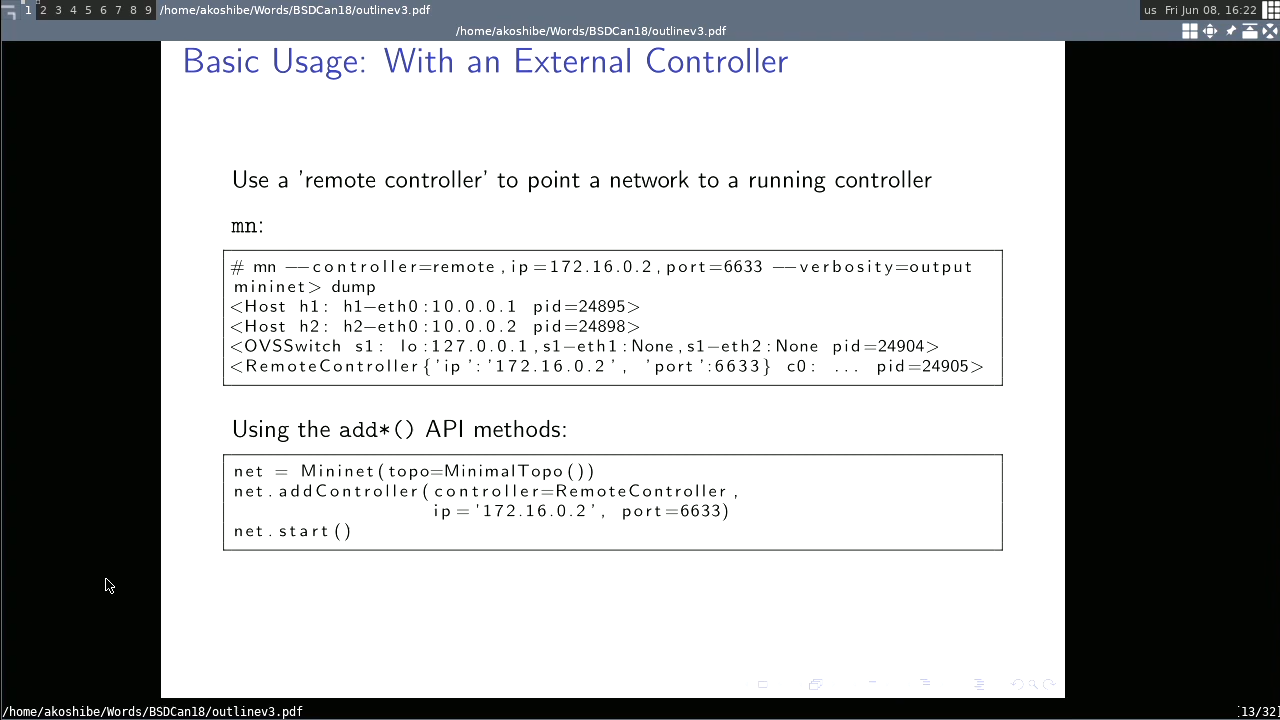 1 2 3 4 5 6 7 8 9 /home/akoshibe/Words/BSDCan18/outlinev3.pdf us Fri Jun 08, 16:22
/home/akoshibe/Words/BSDCan18/outlinev3.pdf
Basic Usage: With an External Controller
Use a 'remote controller' to point a network to a running controller
mn:
# mn --controller=remote,ip=172.16.0.2,port=6633 --verbosity=output
mininet> dump
<Host h1: h1-eth0:10.0.0.1 pid=24895>
<Host h2: h2-eth0:10.0.0.2 pid=24898>
<OVSSwitch s1: lo:127.0.0.1,s1-eth1:None,s1-eth2:None pid=24904>
<RemoteController{'ip':'172.16.0.2', 'port':6633} c0: ... pid=24905>
Using the add*() API methods:
net = Mininet(topo=MinimalTopo())
net.addController(controller=RemoteController,
ip='172.16.0.2', port=6633)
net.start()
/home/akoshibe/Words/BSDCan18/outlinev3.pdf [13/32]